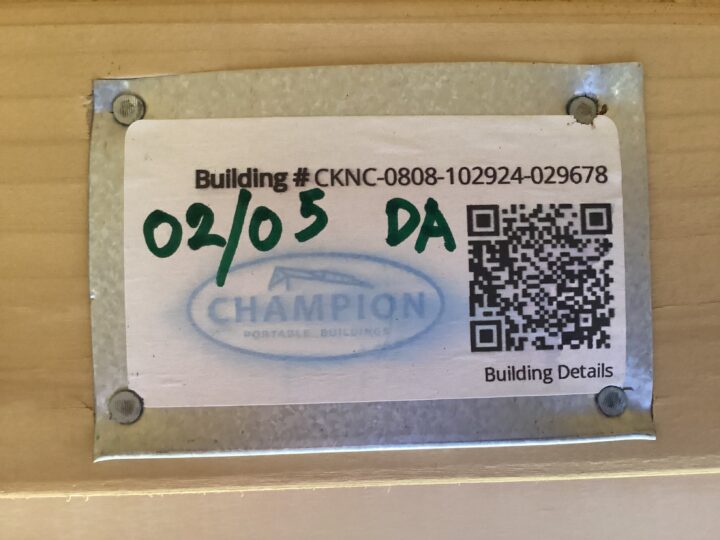 Building # CKNC-0808-102924-029678
02/05 DA
CHAMPION
PORTABLE BUILDINGS
Building Details